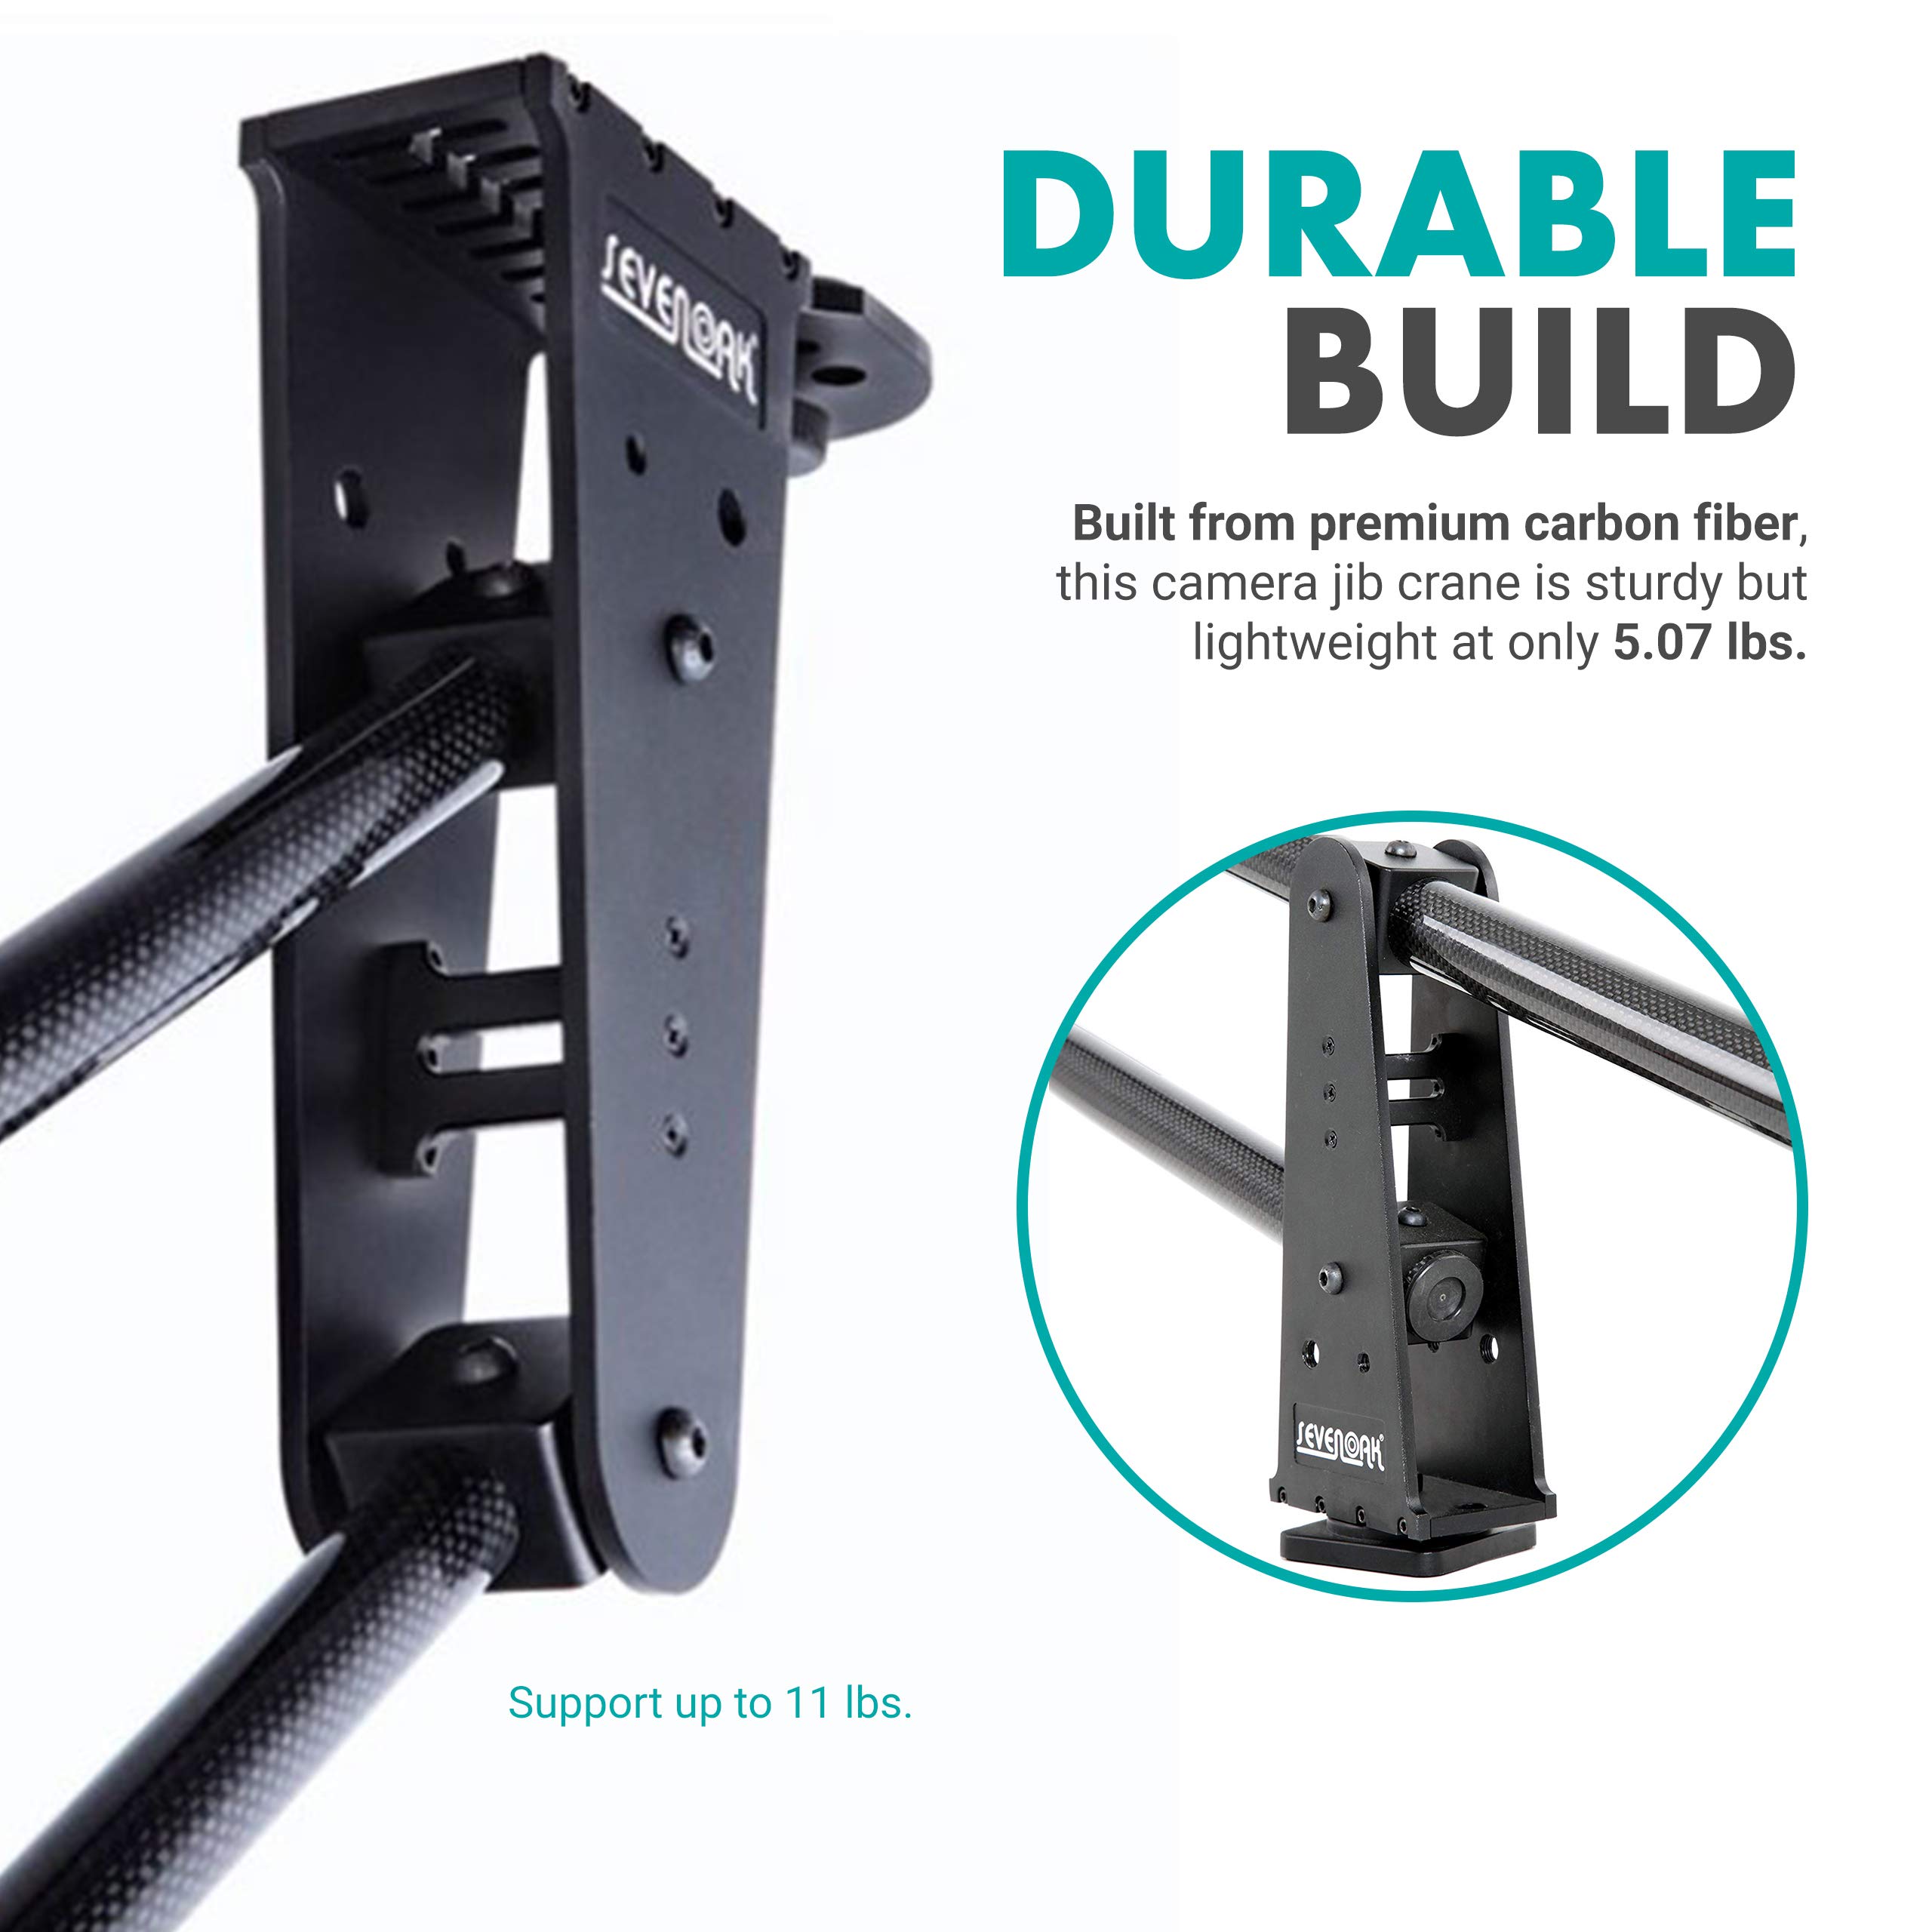 DURABLE
BUILD
Built from premium carbon fiber,
this camera jib crane is sturdy but
lightweight at only 5.07 lbs.
SEVENOAK®
SEVENOAK®
Support up to 11 lbs.